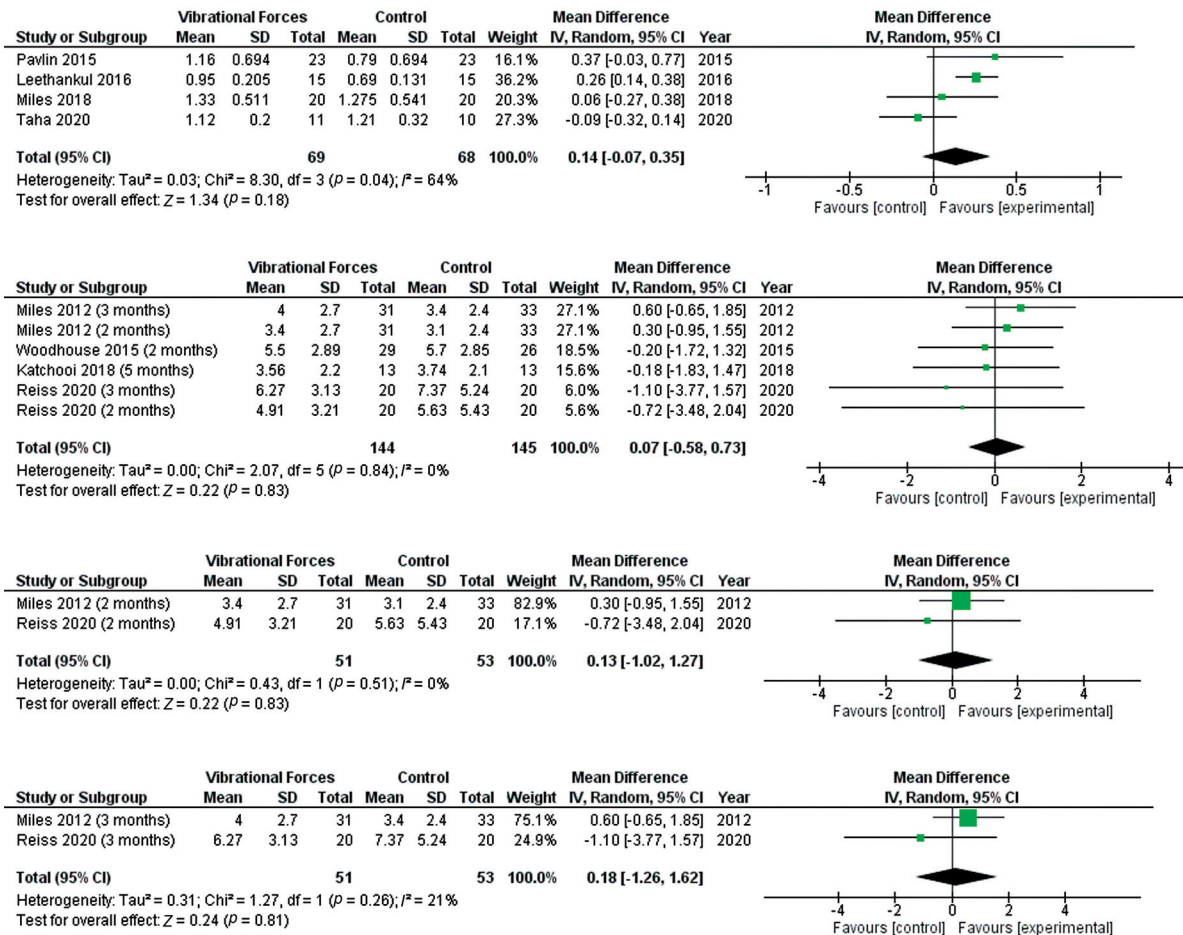 Vibrational Forces Control Mean Difference Mean Difference
Study or Subgroup Mean SD Total Mean SD Total Weight IV, Random, 95% CI Year IV, Random, 95% CI
Pavlin 2015 1.16 0.694 23 0.79 0.694 23 16.1% 0.37 [-0.03, 0.77] 2015
Leethankul 2016 0.95 0.205 15 0.69 0.131 15 36.2% 0.26 [0.14, 0.38] 2016
Miles 2018 1.33 0.511 20 1.275 0.541 20 20.3% 0.06 [-0.27, 0.38] 2018
Taha 2020 1.12 0.2 11 1.21 0.32 10 27.3% -0.09 [-0.32, 0.14] 2020
Total (95% CI) 69 68 100.0% 0.14 [-0.07, 0.35]
Heterogeneity: Tau² = 0.03; Chi² = 8.30, df = 3 (p = 0.04); I² = 64%
Test for overall effect: Z = 1.34 (p = 0.18)
-1 -0.5 0 0.5 1
Favours [control] Favours [experimental]
Vibrational Forces Control Mean Difference Mean Difference
Study or Subgroup Mean SD Total Mean SD Total Weight IV, Random, 95% CI Year IV, Random, 95% CI
Miles 2012 (3 months) 4 2.7 31 3.4 2.4 33 27.1% 0.60 [-0.65, 1.85] 2012
Miles 2012 (2 months) 3.4 2.7 31 3.1 2.4 33 27.1% 0.30 [-0.95, 1.55] 2012
Woodhouse 2015 (2 months) 5.5 2.89 29 5.7 2.85 26 18.5% -0.20 [-1.72, 1.32] 2015
Katchooi 2018 (5 months) 3.56 2.2 13 3.74 2.1 13 15.6% -0.18 [-1.83, 1.47] 2018
Reiss 2020 (3 months) 6.27 3.13 20 7.37 5.24 20 6.0% -1.10 [-3.77, 1.57] 2020
Reiss 2020 (2 months) 4.91 3.21 20 5.63 5.43 20 5.6% -0.72 [-3.48, 2.04] 2020
Total (95% CI) 144 145 100.0% 0.07 [-0.58, 0.73]
Heterogeneity: Tau² = 0.00; Chi² = 2.07, df = 5 (p = 0.84); I² = 0%
Test for overall effect: Z = 0.22 (P = 0.83)
-4 -2 0 2 4
Favours [control] Favours [experimental]
Vibrational Forces Control Mean Difference Mean Difference
Study or Subgroup Mean SD Total Mean SD Total Weight IV, Random, 95% CI Year IV, Random, 95% CI
Miles 2012 (2 months) 3.4 2.7 31 3.1 2.4 33 82.9% 0.30 [-0.95, 1.55] 2012
Reiss 2020 (2 months) 4.91 3.21 20 5.63 5.43 20 17.1% -0.72 [-3.48, 2.04] 2020
Total (95% CI) 51 53 100.0% 0.13 [-1.02, 1.27]
Heterogeneity: Tau² = 0.00; Chi² = 0.43, df = 1 (p = 0.51); I² = 0%
Test for overall effect: Z = 0.22 (P = 0.83)
-4 -2 0 2 4
Favours [control] Favours [experimental]
Vibrational Forces Control Mean Difference Mean Difference
Study or Subgroup Mean SD Total Mean SD Total Weight IV, Random, 95% CI Year IV, Random, 95% CI
Miles 2012 (3 months) 4 2.7 31 3.4 2.4 33 75.1% 0.60 [-0.65, 1.85] 2012
Reiss 2020 (3 months) 6.27 3.13 20 7.37 5.24 20 24.9% -1.10 [-3.77, 1.57] 2020
Total (95% CI) 51 53 100.0% 0.18 [-1.26, 1.62]
Heterogeneity: Tau² = 0.31; Chi² = 1.27, df = 1 (p = 0.26); I² = 21%
Test for overall effect: Z = 0.24 (p = 0.81)
-4 -2 0 2 4
Favours [control] Favours [experimental]